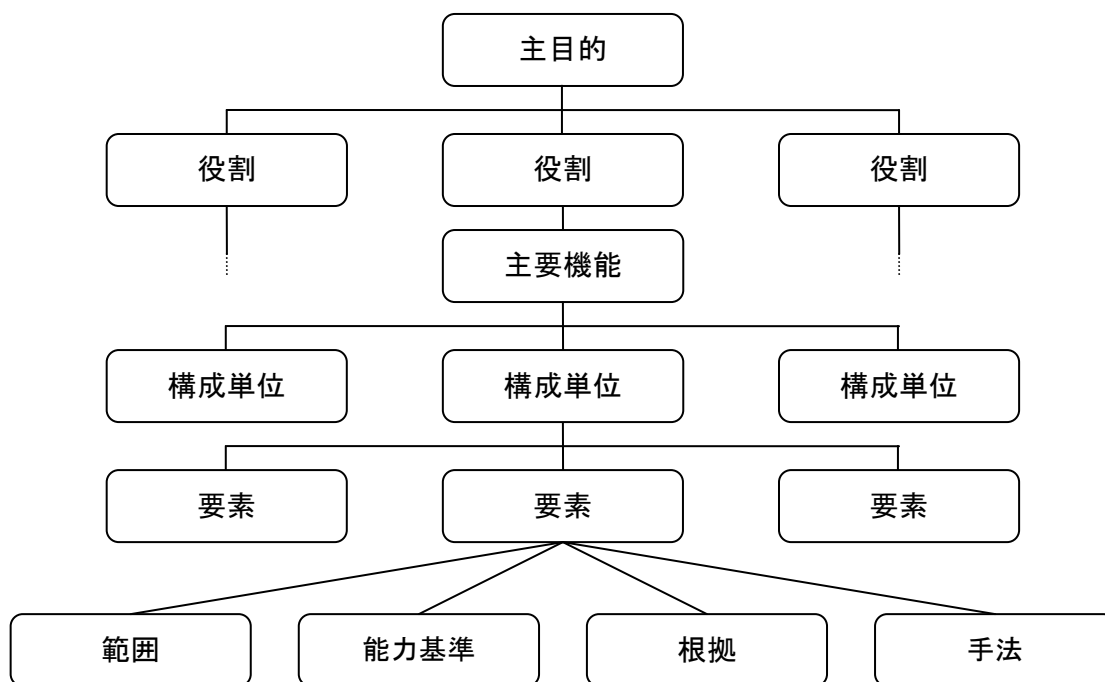 主目的
役割
役割
役割
主要機能
構成単位
構成単位
構成単位
要素
要素
要素
範囲
能力基準
根拠
手法